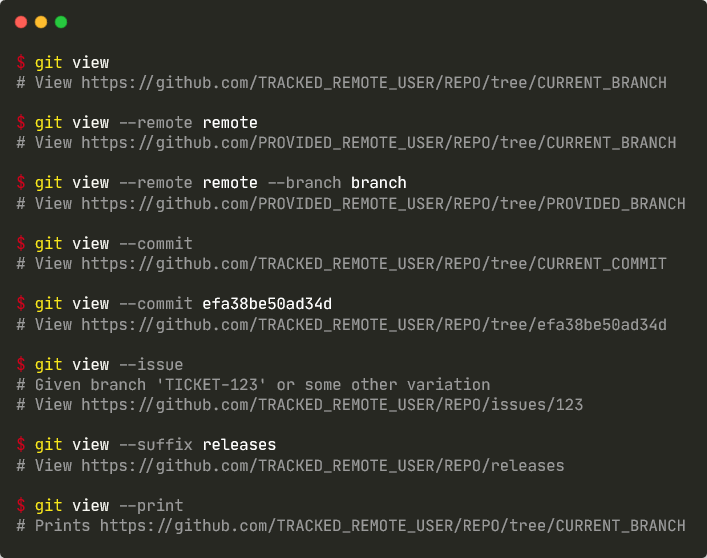 $ git view
# View https://github.com/TRACKED_REMOTE_USER/REPO/tree/CURRENT_BRANCH
$ git view --remote remote
# View https://github.com/PROVIDED_REMOTE_USER/REPO/tree/CURRENT_BRANCH
$ git view --remote remote --branch branch
# View https://github.com/PROVIDED_REMOTE_USER/REPO/tree/PROVIDED_BRANCH
$ git view --commit
# View https://github.com/TRACKED_REMOTE_USER/REPO/tree/CURRENT_COMMIT
$ git view --commit efa38be50ad34d
# View https://github.com/TRACKED_REMOTE_USER/REPO/tree/efa38be50ad34d
$ git view --issue
# Given branch 'TICKET-123' or some other variation
# View https://github.com/TRACKED_REMOTE_USER/REPO/issues/123
$ git view --suffix releases
# View https://github.com/TRACKED_REMOTE_USER/REPO/releases
$ git view --print
# Prints https://github.com/TRACKED_REMOTE_USER/REPO/tree/CURRENT_BRANCH